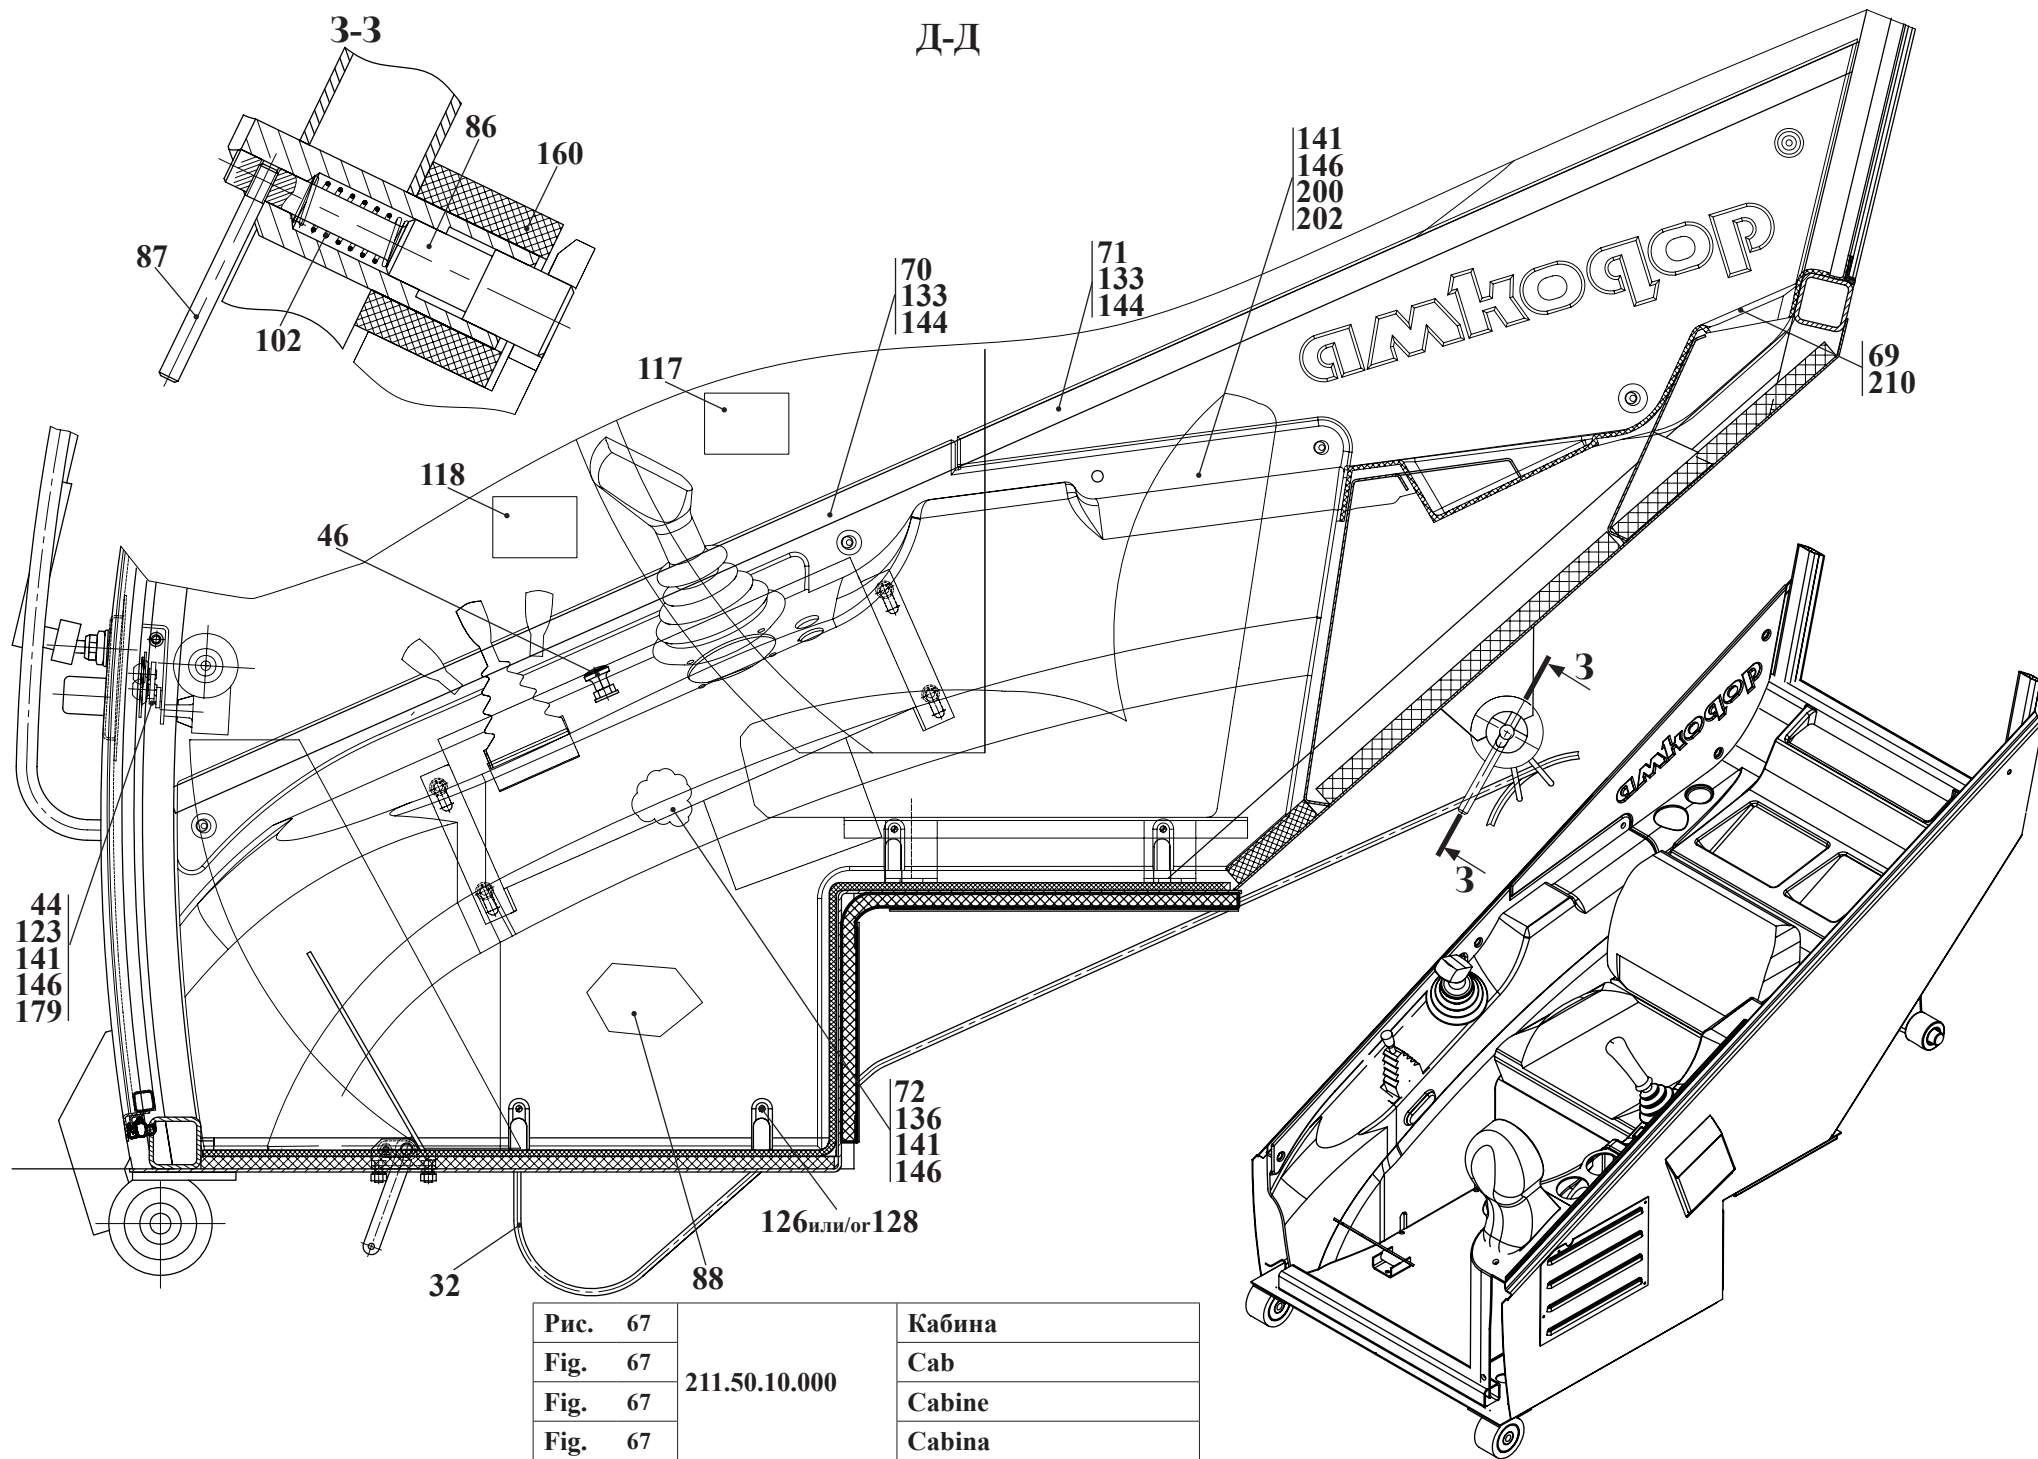 З-З
Д-Д
86
160
87
102
141
146
200
202
70
133
144
71
133
144
117
118
46
69
210
амкодор
З
З
амкодор
44
123
141
146
179
72
136
141
146
126или/or128
32
88
Рис. 67
Fig. 67
Fig. 67
Fig. 67
211.50.10.000
Кабина
Cab
Cabine
Cabina